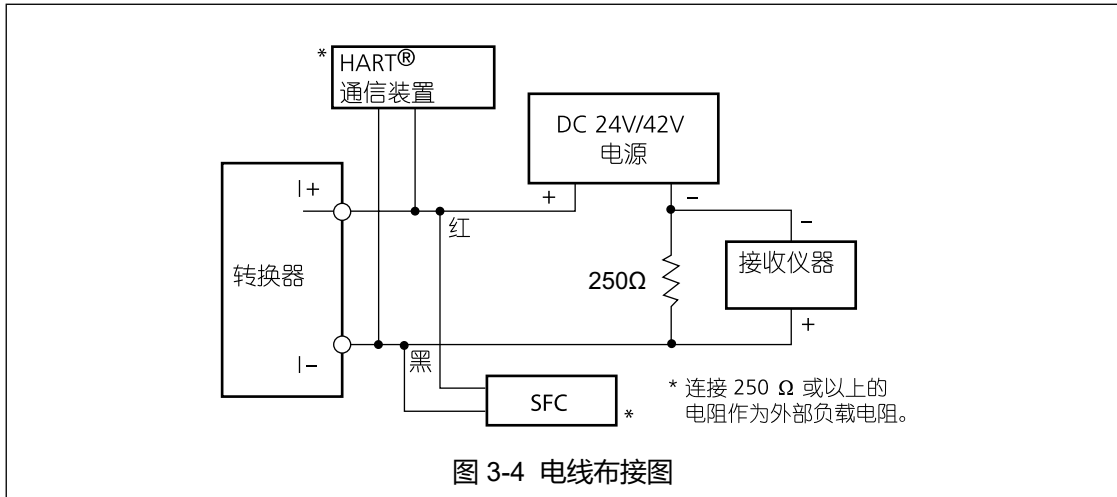 * HART®
通信装置
DC 24V/42V
电源
I+
+
-
-
红
转换器
250Ω
接收仪器
+
黑
I-
SFC
*
* 连接 250 Ω 或以上的
电阻作为外部负载电阻。
图 3-4 电线布接图